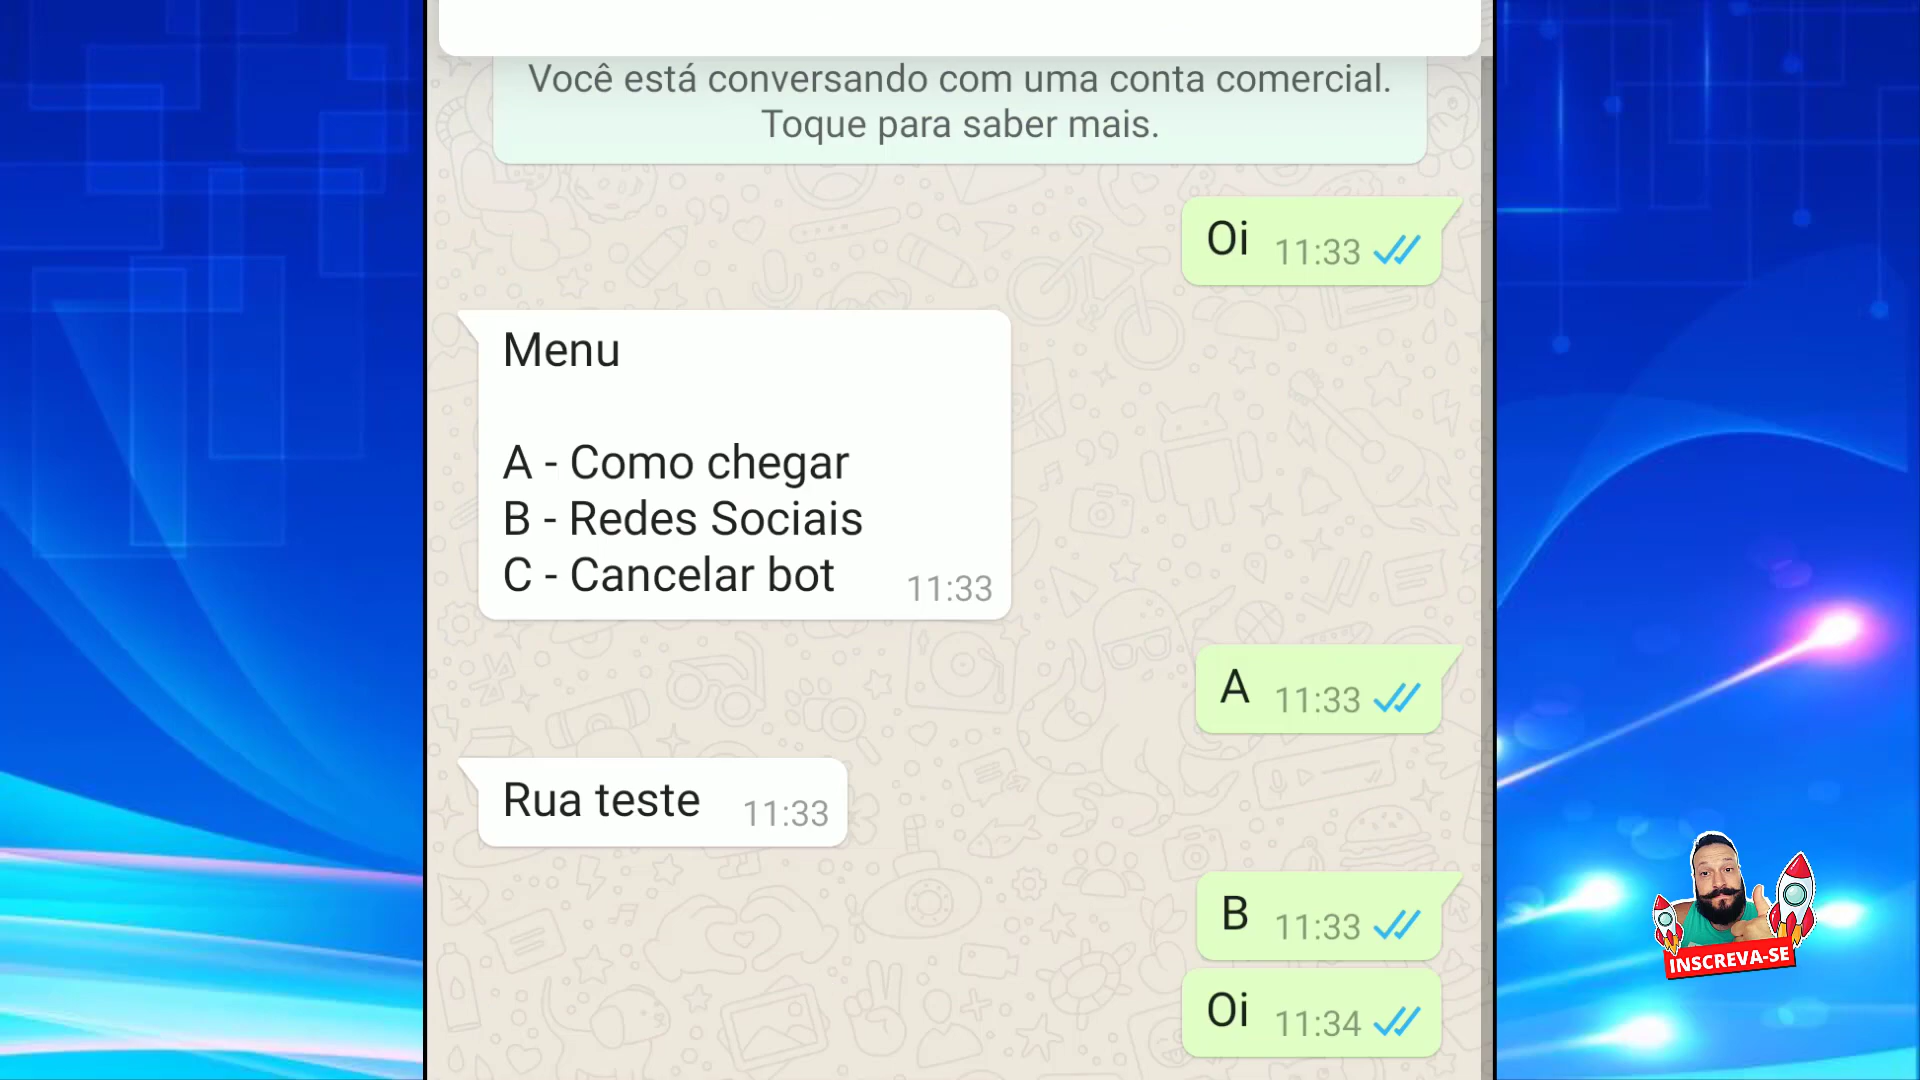 Você está conversando com uma conta comercial.
Toque para saber mais.
Oi 11:33
Menu
A - Como chegar
B - Redes Sociais
C - Cancelar bot 11:33
A 11:33
Rua teste 11:33
B 11:33
Oi 11:34
INSCREVA-SE